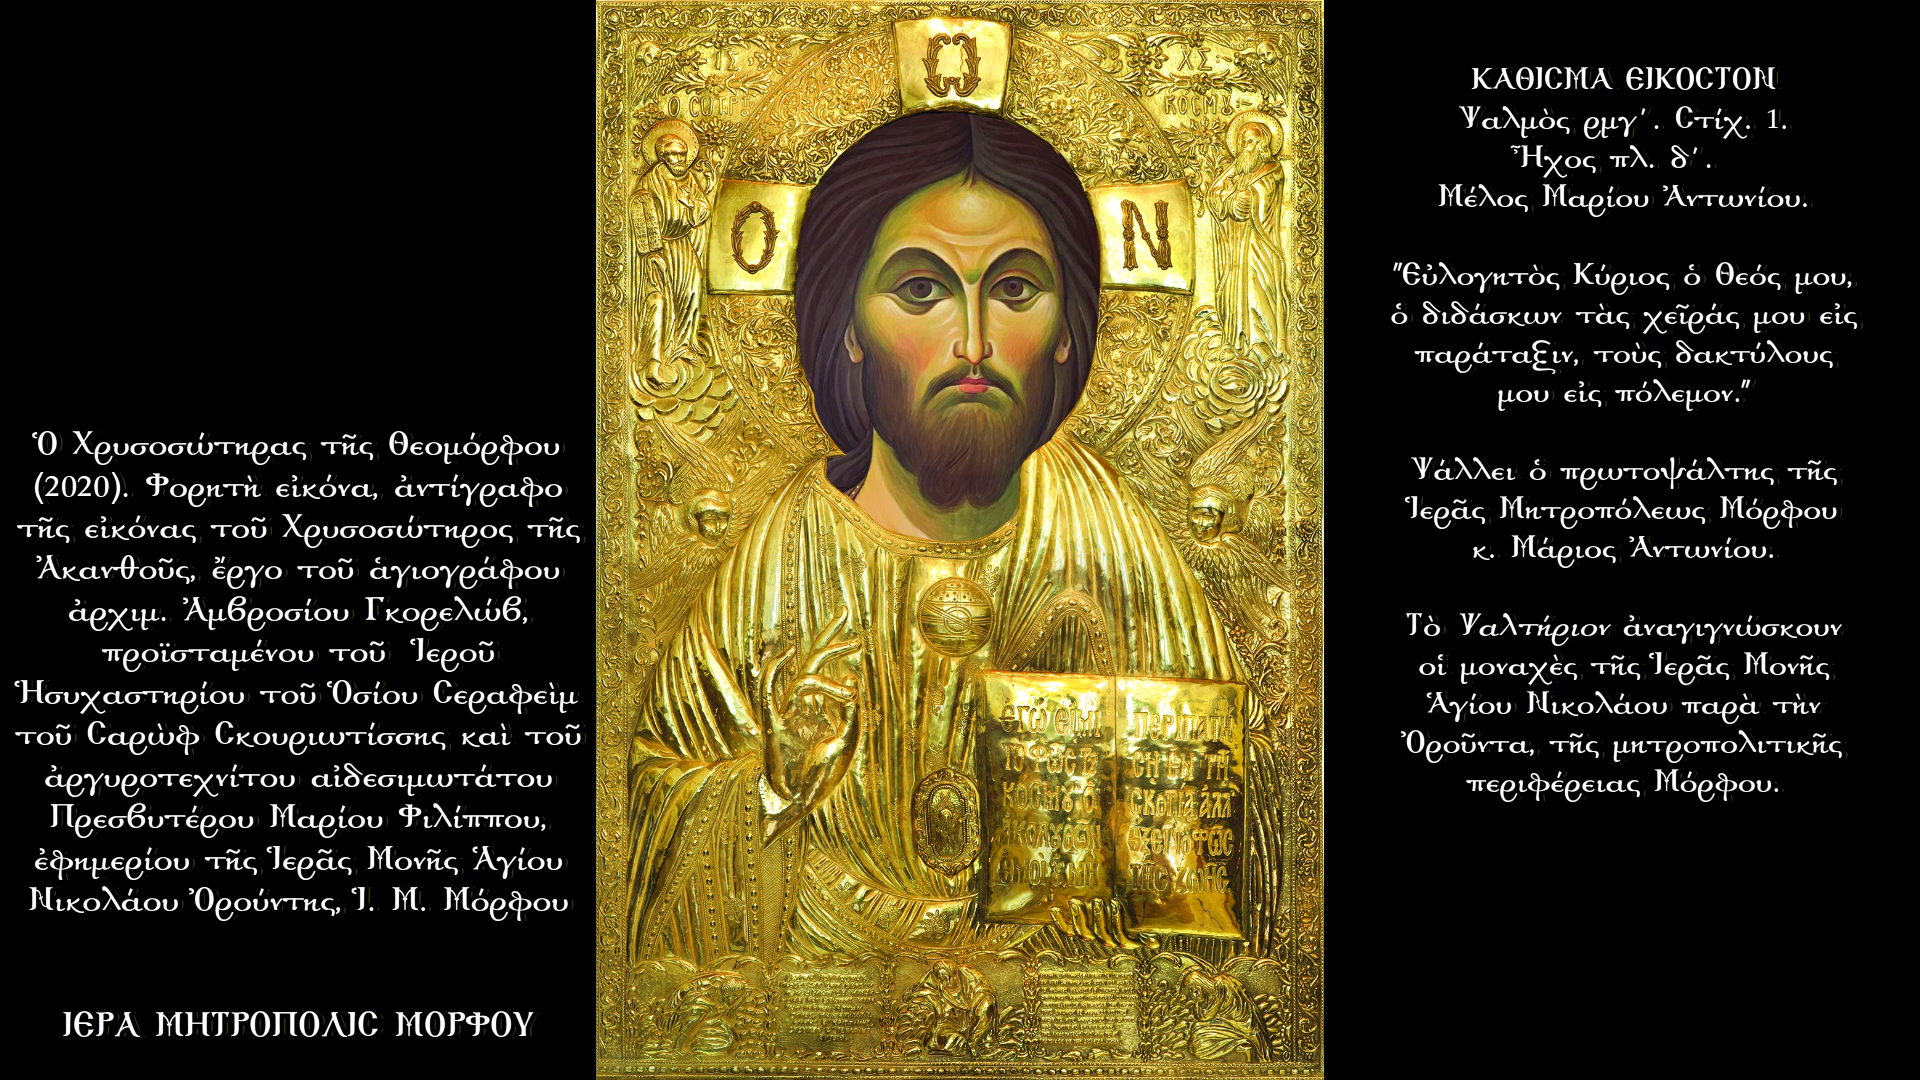 Ὁ Χρυσοσώτηρας τῆς Θεομόρφου
(2020). Φορητὴ εἰκόνα, ἀντίγραφο
τῆς εἰκόνας τοῦ Χρυσοσώτηρος τῆς
Ἀκανθοῦς, ἔργο τοῦ ἁγιογράφου
ἀρχιμ. Ἀμβροσίου Γκορελώβ,
προϊσταμένου τοῦ Ἱεροῦ
Ἡσυχαστηρίου τοῦ Ὁσίου Σεραφεὶμ
τοῦ Σαρὼφ Σκουριωτίσσης καὶ τοῦ
ἀργυροτεχνίτου αἰδεσιμωτάτου
Πρεσβυτέρου Μαρίου Φιλίππου,
ἐφημερίου τῆς Ἱερᾶς Μονῆς Ἁγίου
Νικολάου Ὀρούντης, Ἱ. Μ. Μόρφου
ΙΕΡΑ ΜΗΤΡΟΠΟΛΙΣ ΜΟΡΦΟΥ
ΙΣ ΧΣ
Ὁ Ὠ Ν
ΕΓΩ ΕΙΜΙ
ΤΟ ΦΩΣ
ΚΑΘΙΣΜΑ ΕΙΚΟΣΤΟΝ
Ψαλμὸς ρμγ´. Στίχ. 1.
Ἦχος πλ. δ´.
Μέλος Μαρίου Ἀντωνίου.
"Εὐλογητὸς Κύριος ὁ Θεός μου,
ὁ διδάσκων τὰς χεῖράς μου εἰς
παράταξιν, τοὺς δακτύλους
μου εἰς πόλεμον."
Ψάλλει ὁ πρωτοψάλτης τῆς
Ἱερᾶς Μητροπόλεως Μόρφου
κ. Μάριος Ἀντωνίου.
Τὸ Ψαλτήριον ἀναγιγνώσκουν
οἱ μοναχὲς τῆς Ἱερᾶς Μονῆς
Ἁγίου Νικολάου παρὰ τὴν
Ὀροῦντα, τῆς μητροπολιτικῆς
περιφέρειας Μόρφου.